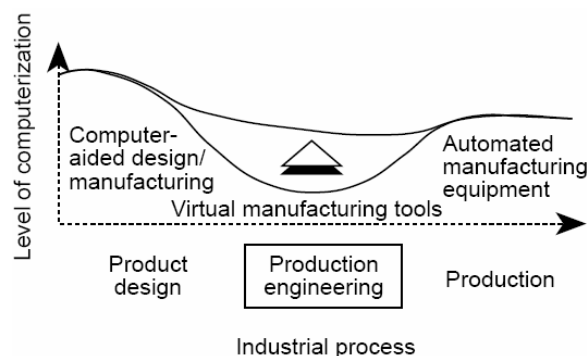 Level of computerization
Computer-
aided design/
manufacturing
Automated
manufacturing
equipment
Virtual manufacturing tools
Product
design
Production
engineering
Production
Industrial process